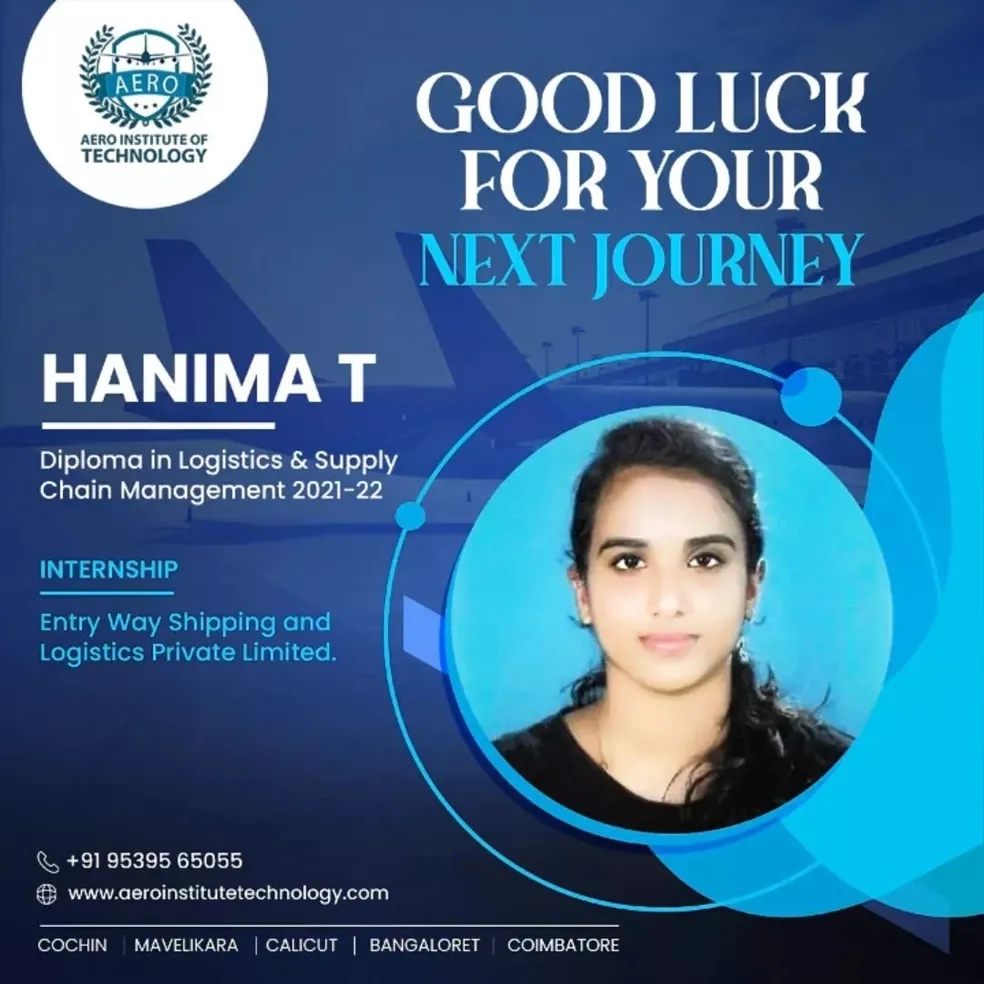 AERO
AERO INSTITUTE OF
TECHNOLOGY
GOOD LUCK
FOR YOUR
NEXT JOURNEY
HANIMA T
Diploma in Logistics & Supply
Chain Management 2021-22
INTERNSHIP
Entry Way Shipping and
Logistics Private Limited.
+91 95395 65055
www.aeroinstitutetechnology.com
COCHIN | MAVELIKARA | CALICUT | BANGALORET | COIMBATORE